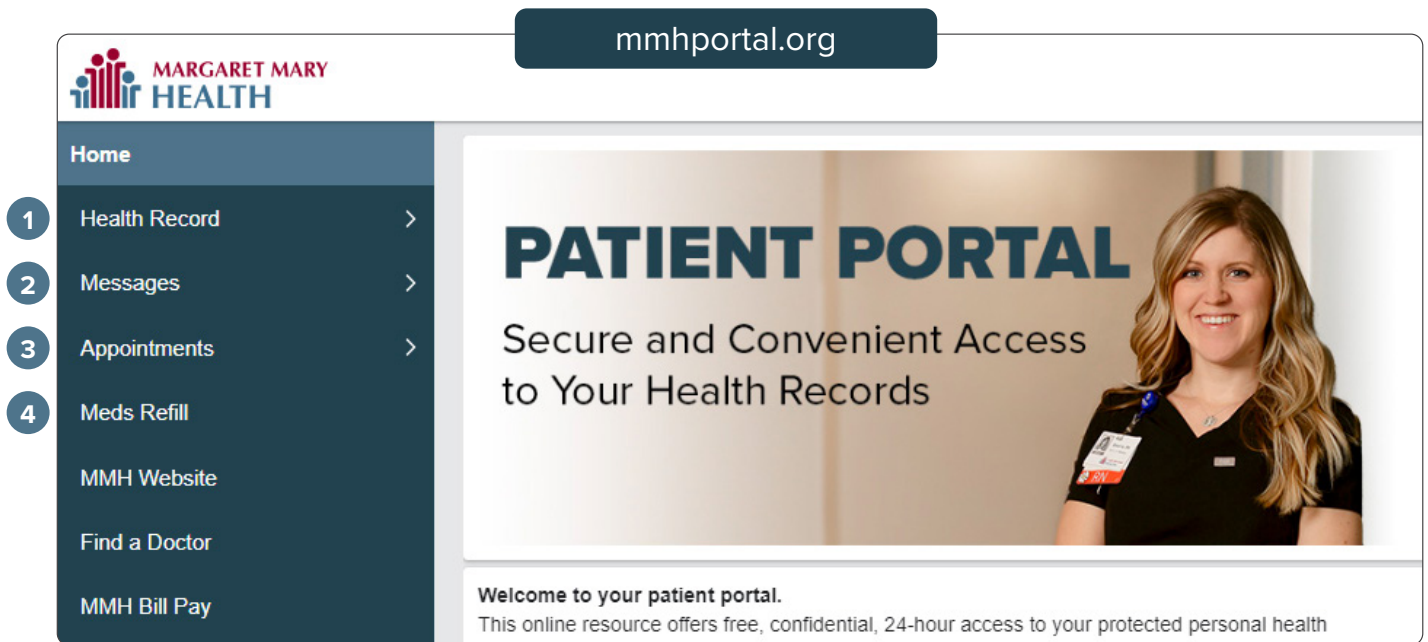 mmhportal.org
MARGARET MARY
HEALTH
Home
1 Health Record >
2 Messages >
3 Appointments >
4 Meds Refill
MMH Website
Find a Doctor
MMH Bill Pay
PATIENT PORTAL
Secure and Convenient Access
to Your Health Records
RN
Welcome to your patient portal.
This online resource offers free, confidential, 24-hour access to your protected personal health